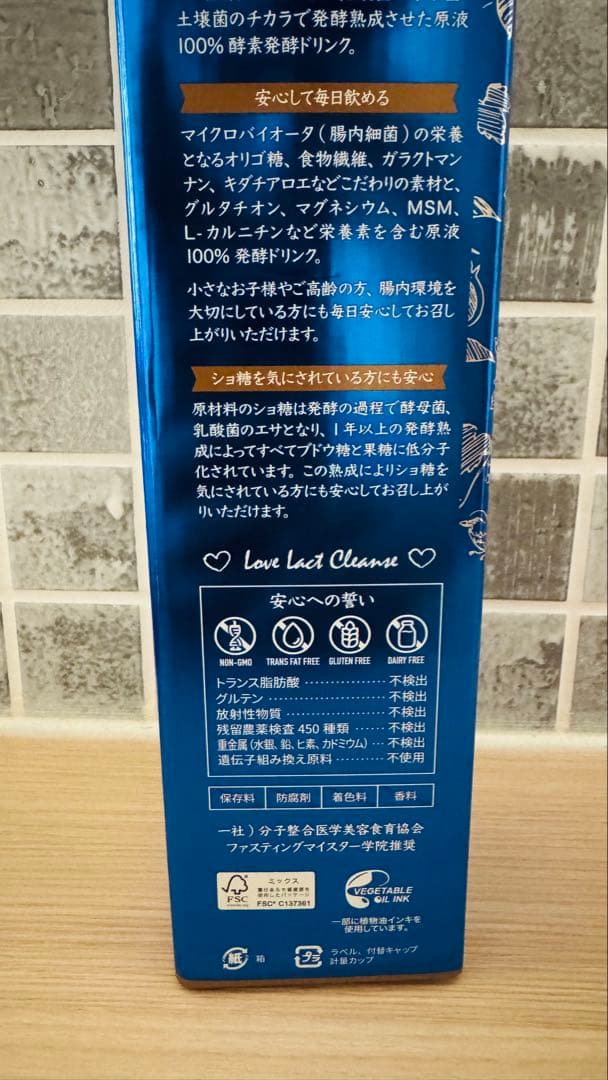 土壌菌のチカラで発酵熟成させた原液
100% 酵素発酵ドリンク。
安心して毎日飲める
マイクロバイオータ(腸内細菌)の栄養
となるオリゴ糖、食物繊維、ガラクトマン
ナン、キダチアロエなどこだわりの素材と、
グルタチオン、マグネシウム、MSM、
L-カルニチンなど栄養素を含む原液
100% 発酵ドリンク。
小さなお子様やご高齢の方、腸内環境を
大切にしている方にも毎日安心してお召し
上がりいただけます。
ショ糖を気にされている方にも安心
原材料のショ糖は発酵の過程で酵母菌、
乳酸菌のエサとなり、1年以上の発酵熟
成によってすべてブドウ糖と果糖に低分子
化されています。この熟成によりショ糖を
気にされている方にも安心してお召し上が
りいただけます。
Love Lact Cleanse
安心への誓い
NON-GMO TRANS FAT FREE GLUTEN FREE DAIRY FREE
トランス脂肪酸 ················ 不検出
グルテン ························ 不検出
放射性物質 ····················· 不検出
残留農薬検査 450 種類 ······ 不検出
重金属(水銀、鉛、ヒ素、カドミウム) ··· 不検出
遺伝子組み換え原料 ·········· 不使用
保存料 防腐剤 着色料 香料
一社)分子整合医学美容食育協会
ファスティングマイスター学院推奨
FSC
ミックス
責任ある木質資源を
使用したパッケージ
FSC® C137361
VEGETABLE
OIL INK
一部に植物油インキを
使用しています。
紙 箱
プラ ラベル、付替キャップ
計量カップ